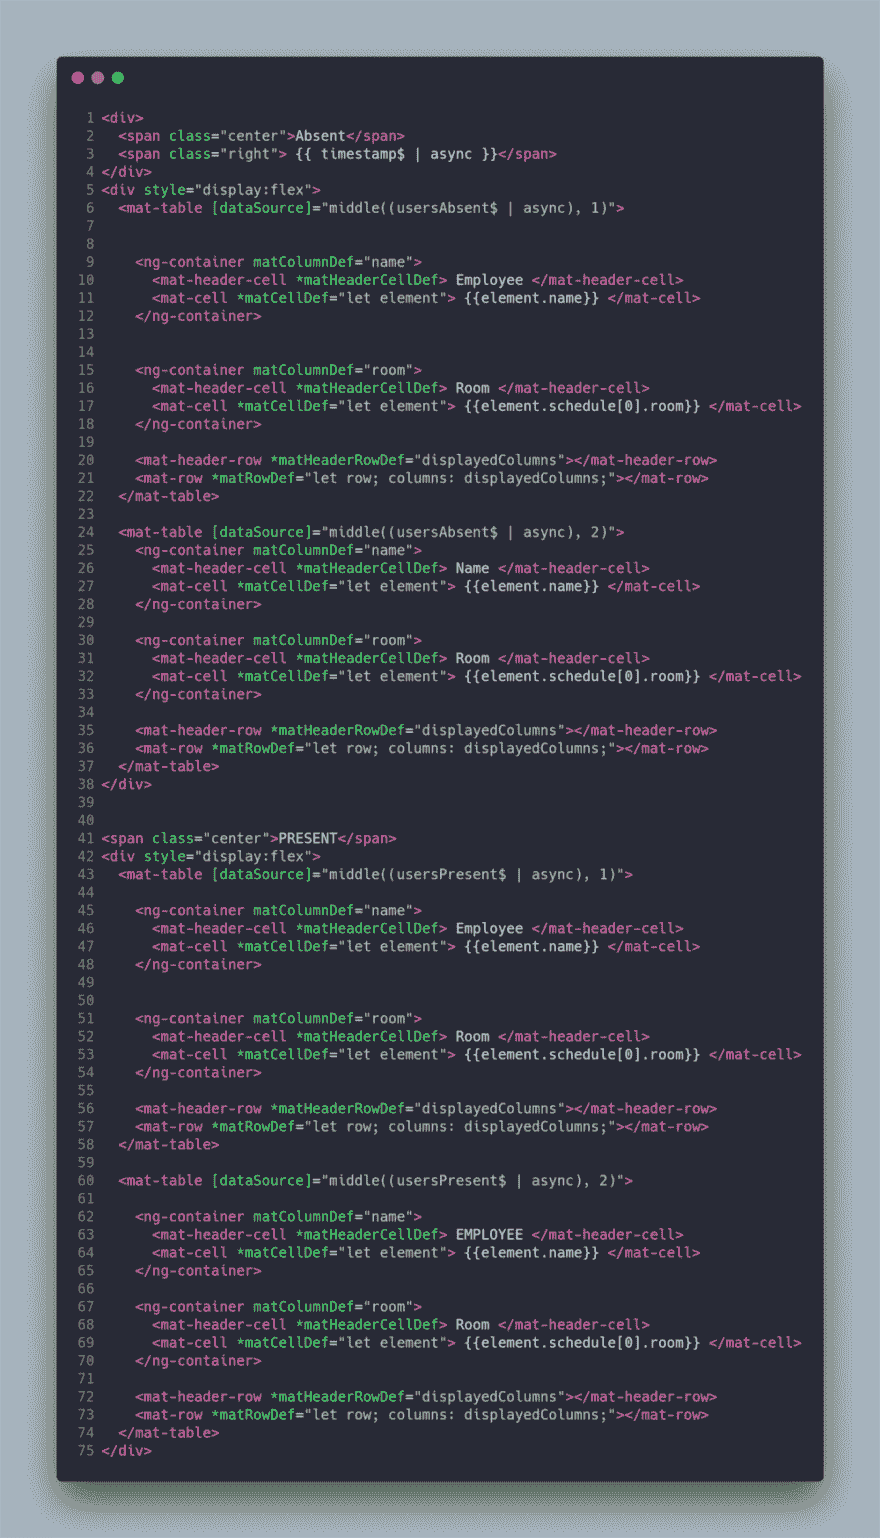 1 <div>
2   <span class="center">Absent</span>
3   <span class="right"> {{ timestamp$ | async }}</span>
4 </div>
5 <div style="display:flex">
6   <mat-table [dataSource]="middle((usersAbsent$ | async), 1)">
7
8
9     <ng-container matColumnDef="name">
10       <mat-header-cell *matHeaderCellDef> Employee </mat-header-cell>
11       <mat-cell *matCellDef="let element"> {{element.name}} </mat-cell>
12     </ng-container>
13
14
15     <ng-container matColumnDef="room">
16       <mat-header-cell *matHeaderCellDef> Room </mat-header-cell>
17       <mat-cell *matCellDef="let element"> {{element.schedule[0].room}} </mat-cell>
18     </ng-container>
19
20     <mat-header-row *matHeaderRowDef="displayedColumns"></mat-header-row>
21     <mat-row *matRowDef="let row; columns: displayedColumns;"></mat-row>
22   </mat-table>
23
24   <mat-table [dataSource]="middle((usersAbsent$ | async), 2)">
25     <ng-container matColumnDef="name">
26       <mat-header-cell *matHeaderCellDef> Name </mat-header-cell>
27       <mat-cell *matCellDef="let element"> {{element.name}} </mat-cell>
28     </ng-container>
29
30     <ng-container matColumnDef="room">
31       <mat-header-cell *matHeaderCellDef> Room </mat-header-cell>
32       <mat-cell *matCellDef="let element"> {{element.schedule[0].room}} </mat-cell>
33     </ng-container>
34
35     <mat-header-row *matHeaderRowDef="displayedColumns"></mat-header-row>
36     <mat-row *matRowDef="let row; columns: displayedColumns;"></mat-row>
37   </mat-table>
38 </div>
39
40
41 <span class="center">PRESENT</span>
42 <div style="display:flex">
43   <mat-table [dataSource]="middle((usersPresent$ | async), 1)">
44
45     <ng-container matColumnDef="name">
46       <mat-header-cell *matHeaderCellDef> Employee </mat-header-cell>
47       <mat-cell *matCellDef="let element"> {{element.name}} </mat-cell>
48     </ng-container>
49
50
51     <ng-container matColumnDef="room">
52       <mat-header-cell *matHeaderCellDef> Room </mat-header-cell>
53       <mat-cell *matCellDef="let element"> {{element.schedule[0].room}} </mat-cell>
54     </ng-container>
55
56     <mat-header-row *matHeaderRowDef="displayedColumns"></mat-header-row>
57     <mat-row *matRowDef="let row; columns: displayedColumns;"></mat-row>
58   </mat-table>
59
60   <mat-table [dataSource]="middle((usersPresent$ | async), 2)">
61
62     <ng-container matColumnDef="name">
63       <mat-header-cell *matHeaderCellDef> EMPLOYEE </mat-header-cell>
64       <mat-cell *matCellDef="let element"> {{element.name}} </mat-cell>
65     </ng-container>
66
67     <ng-container matColumnDef="room">
68       <mat-header-cell *matHeaderCellDef> Room </mat-header-cell>
69       <mat-cell *matCellDef="let element"> {{element.schedule[0].room}} </mat-cell>
70     </ng-container>
71
72     <mat-header-row *matHeaderRowDef="displayedColumns"></mat-header-row>
73     <mat-row *matRowDef="let row; columns: displayedColumns;"></mat-row>
74   </mat-table>
75 </div>